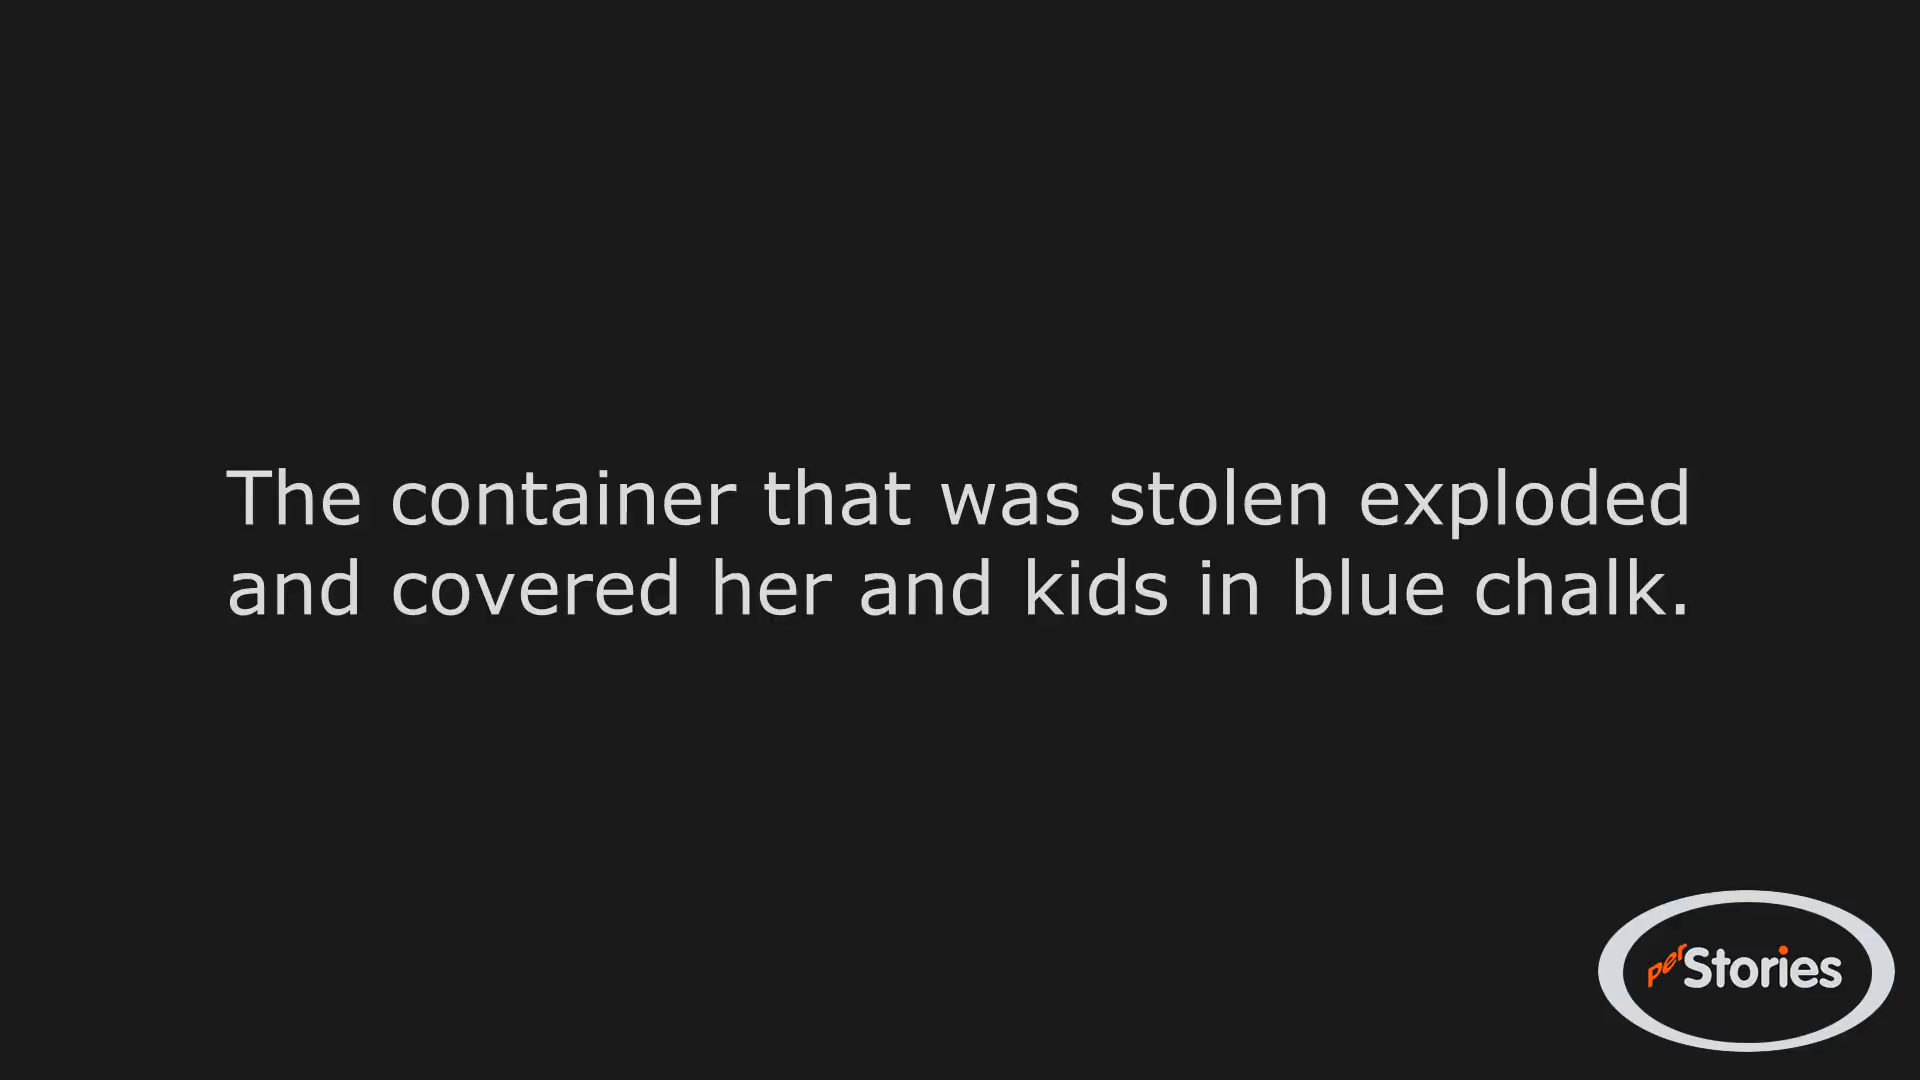 The container that was stolen exploded
and covered her and kids in blue chalk.
perStories